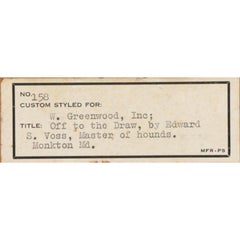 NO. 158
CUSTOM STYLED FOR:
W. Greenwood, Inc;
TITLE: Off to the Draw, by Edward
S. Voss, Master of hounds.
Monkton Md.
MFR-PS